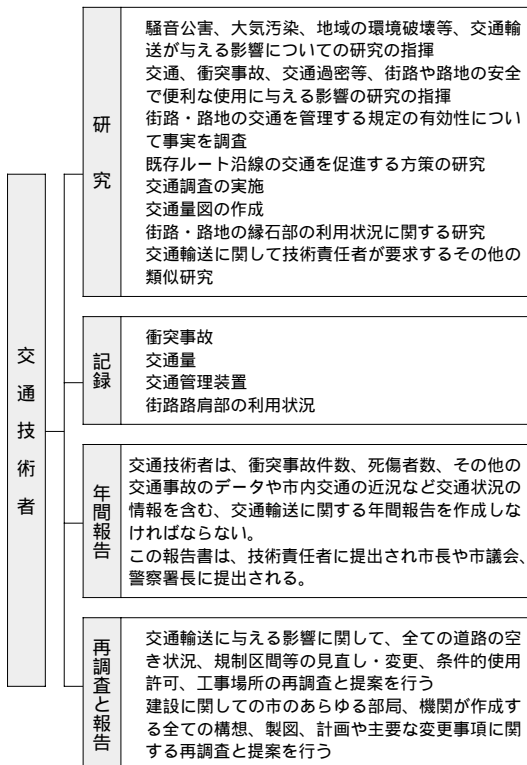 交通技術者
研究
騒音公害、大気汚染、地域の環境破壊等、交通輸
送が与える影響についての研究の指揮
交通、衝突事故、交通過密等、街路や路地の安全
で便利な使用に与える影響の研究の指揮
街路・路地の交通を管理する規定の有効性につい
て事実を調査
既存ルート沿線の交通を促進する方策の研究
交通調査の実施
交通量図の作成
街路・路地の縁石部の利用状況に関する研究
交通輸送に関して技術責任者が要求するその他の
類似研究
記録
衝突事故
交通量
交通管理装置
街路路肩部の利用状況
年間報告
交通技術者は、衝突事故件数、死傷者数、その他の
交通事故のデータや市内交通の近況など交通状況の
情報を含む、交通輸送に関する年間報告を作成しな
ければならない。
この報告書は、技術責任者に提出され市長や市議会、
警察署長に提出される。
再調査と報告
交通輸送に与える影響に関して、全ての道路の空
き状況、規制区間等の見直し・変更、条件的使用
許可、工事場所の再調査と提案を行う
建設に関しての市のあらゆる部局、機関が作成す
る全ての構想、製図、計画や主要な変更事項に関
する再調査と提案を行う